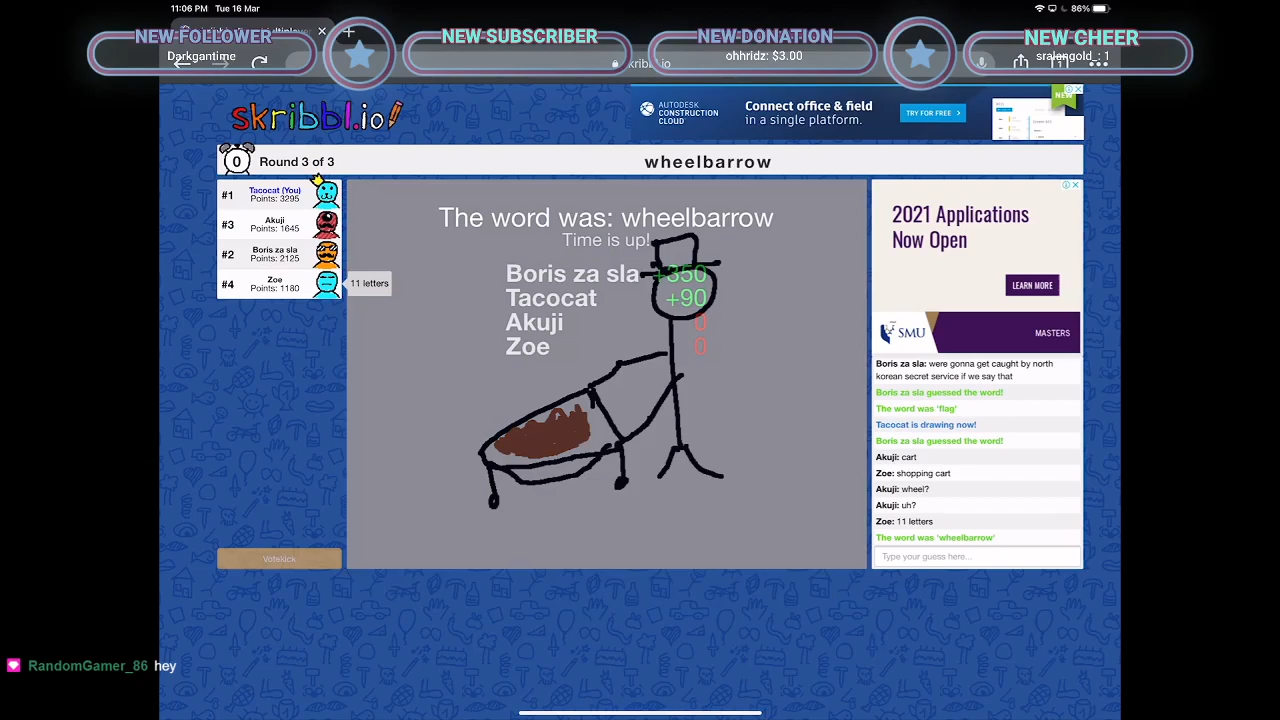 11:06 PM Tue 16 Mar
86%
NEW FOLLOWER
Darkgantime
NEW SUBSCRIBER
NEW DONATION
ohhridz: $3.00
NEW CHEER
sralengold_: 1
skribbl.io
AUTODESK
CONSTRUCTION
CLOUD
Connect office & field
in a single platform.
TRY FOR FREE
NEW
0
Round 3 of 3
wheelbarrow
#1
Tacocat (You)
Points: 3295
#3
Akuji
Points: 1645
#2
Boris za sla
Points: 2125
#4
Zoe
Points: 1180
11 letters
Votekick
The word was: wheelbarrow
Time is up!
Boris za sla +350
Tacocat +90
Akuji 0
Zoe 0
2021 Applications
Now Open
LEARN MORE
SMU
MASTERS
Boris za sla: were gonna get caught by north
korean secret service if we say that
Boris za sla guessed the word!
The word was 'flag'
Tacocat is drawing now!
Boris za sla guessed the word!
Akuji: cart
Zoe: shopping cart
Akuji: wheel?
Akuji: uh?
Zoe: 11 letters
The word was 'wheelbarrow'
Type your guess here...
RandomGamer_86 hey